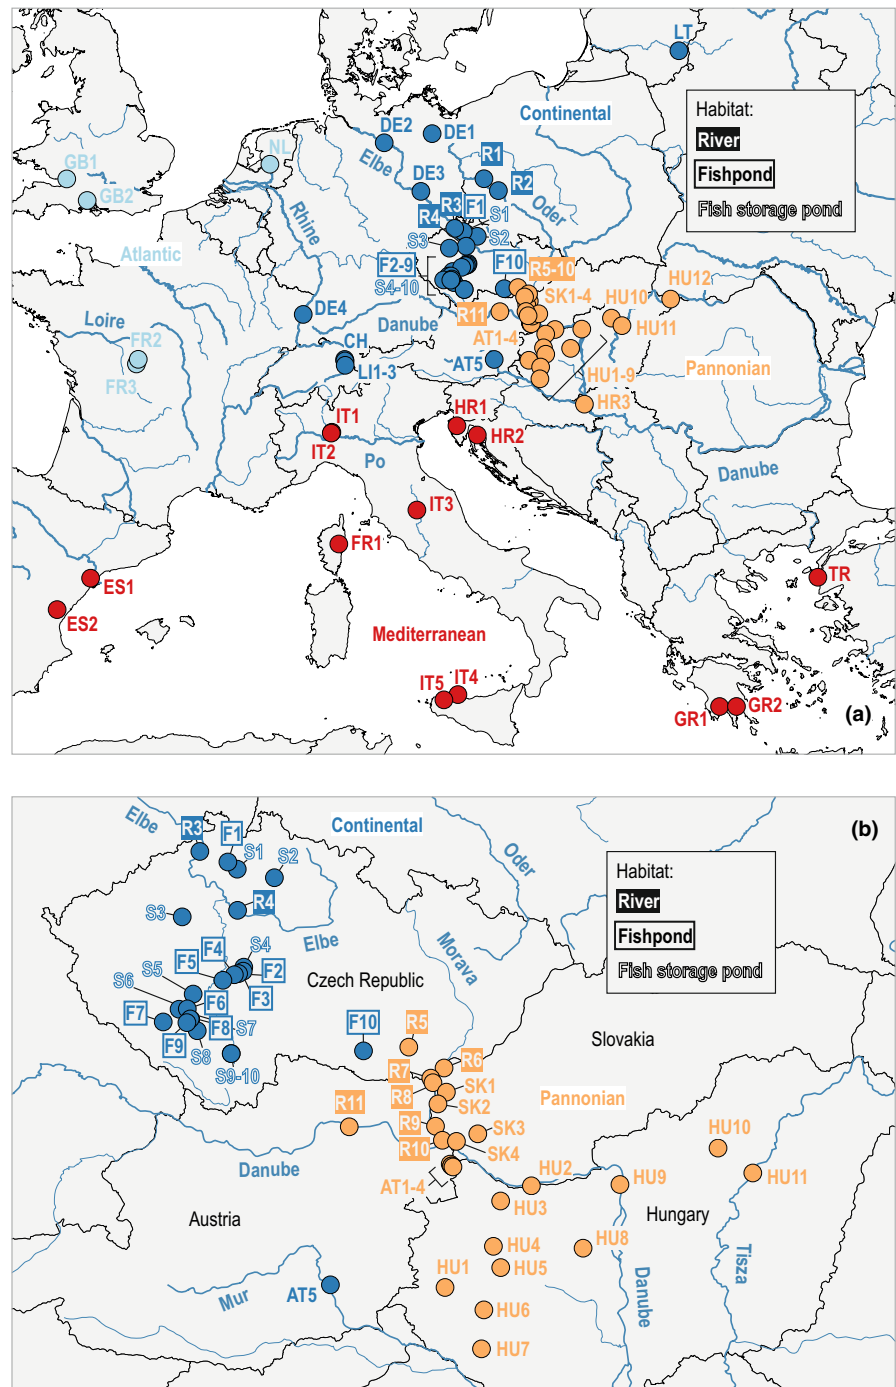 LT
Continental
Habitat:
River
Fishpond
Fish storage pond
DE2
DE1
NL
Elbe
GB1
R1
DE3
R2
GB2
R3
F1
Oder
R4
S1
Rhine
S2
S3
Atlantic
F2-9
F10
R5-10
S4-10
HU12
SK1-4
HU10
DE4
R11
Loire
Danube
HU11
AT1-4
FR2
CH
AT5
Pannonian
FR3
LI1-3
HU1-9
HR3
IT1
HR1
IT2
HR2
Po
Danube
IT3
FR1
TR
ES1
ES2
Mediterranean
IT4
IT5
GR2
GR1
(a)
Elbe
Continental
(b)
R3
F1
Oder
S1
S2
Habitat:
River
Fishpond
Fish storage pond
R4
S3
Elbe
F4
S4
Morava
F5
F2
S5
Czech Republic
S6
F3
F6
F7
F8
S7
F10
R5
F9
S8
Slovakia
S9-10
R6
R7
SK1
R8
Pannonian
SK2
R11
R9
SK3
HU10
R10
SK4
Danube
HU2
HU9
HU11
AT1-4
HU3
Austria
Hungary
HU4
HU8
HU1
HU5
Tisza
Mur
AT5
Danube
HU6
HU7